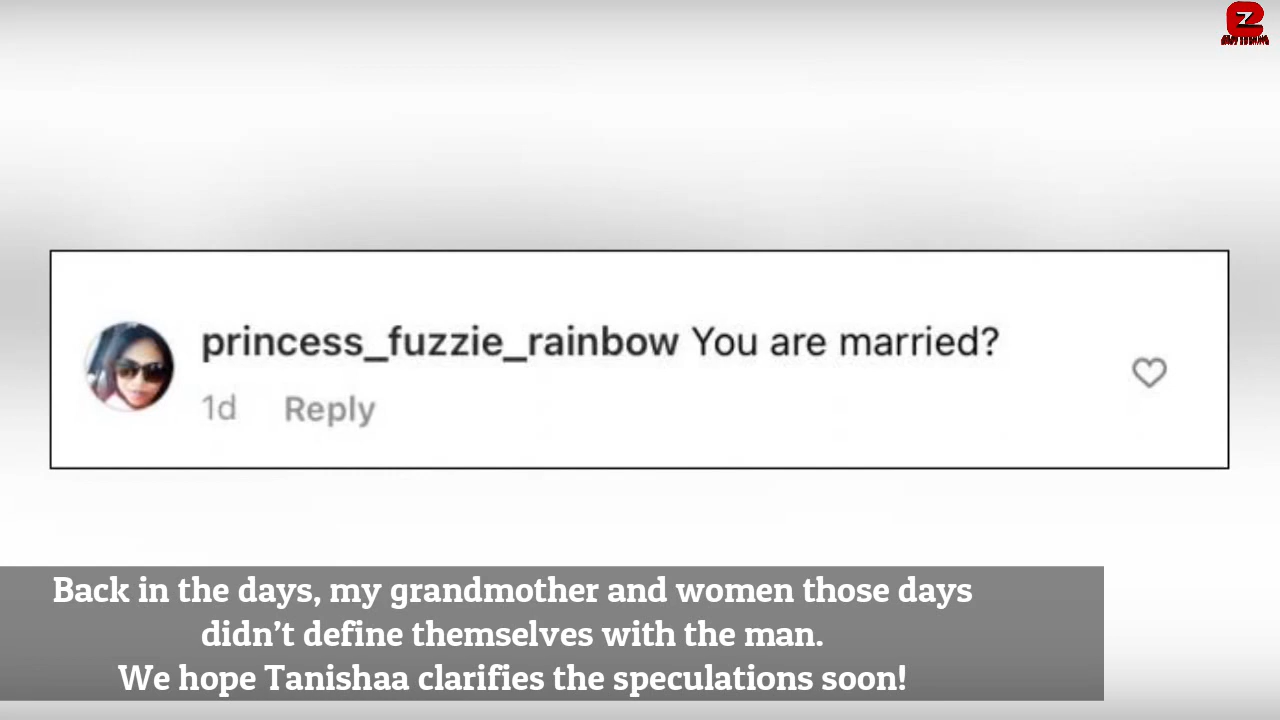 princess_fuzzie_rainbow You are married?
1d Reply
Back in the days, my grandmother and women those days
didn’t define themselves with the man.
We hope Tanishaa clarifies the speculations soon!